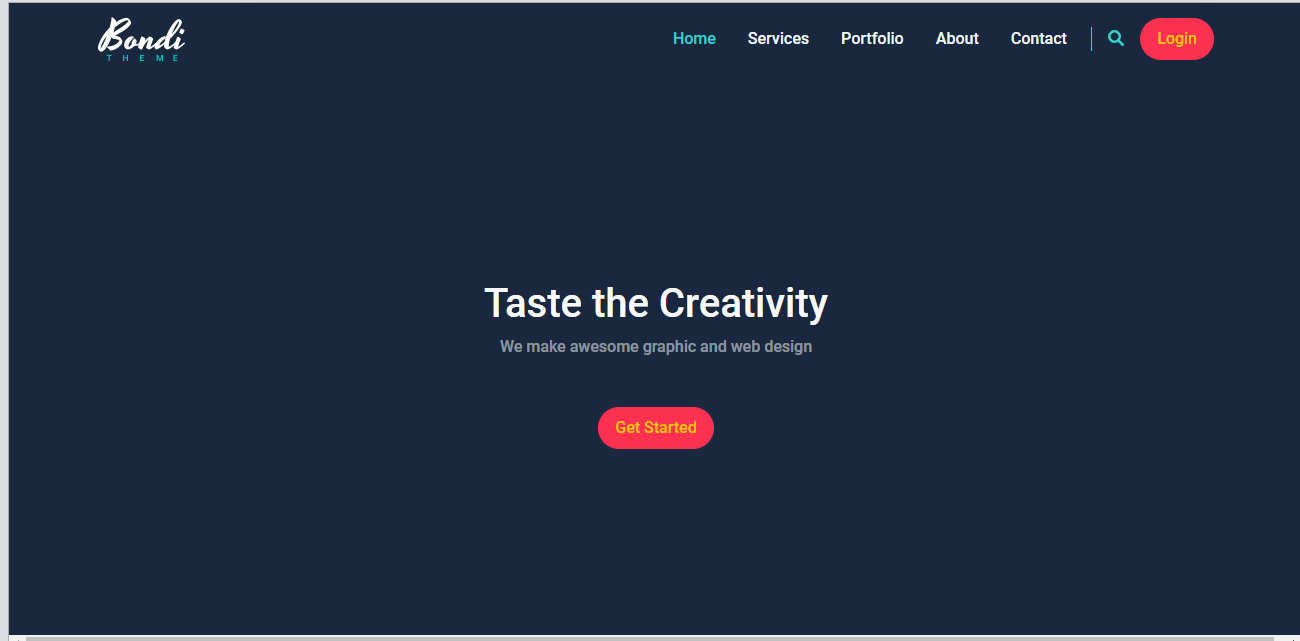 Bondi
THEME
Home Services Portfolio About Contact Login
Taste the Creativity
We make awesome graphic and web design
Get Started